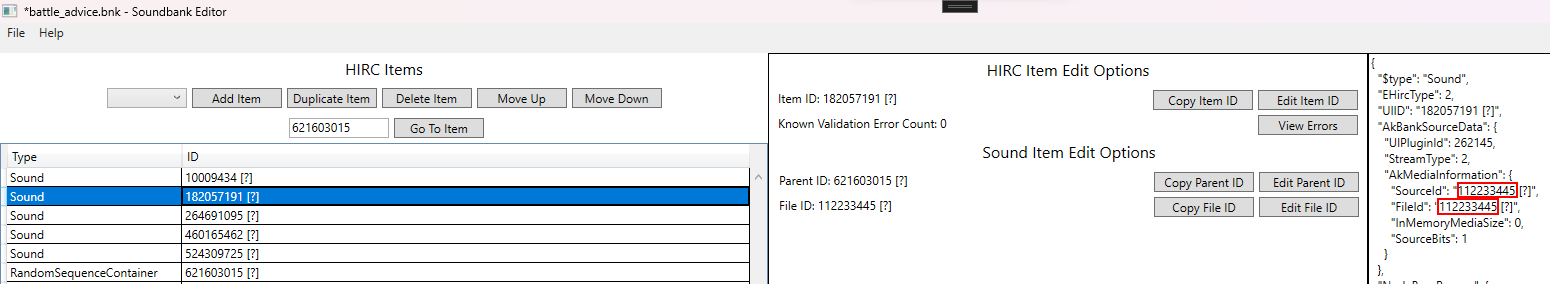 *battle_advice.bnk - Soundbank Editor
File Help
HIRC Items
Add Item Duplicate Item Delete Item Move Up Move Down
621603015 Go To Item
Type ID
Sound 10009434 [?]
Sound 182057191 [?]
Sound 264691095 [?]
Sound 460165462 [?]
Sound 524309725 [?]
RandomSequenceContainer 621603015 [?]
HIRC Item Edit Options
Item ID: 182057191 [?] Copy Item ID Edit Item ID
Known Validation Error Count: 0 View Errors
Sound Item Edit Options
Parent ID: 621603015 [?] Copy Parent ID Edit Parent ID
File ID: 112233445 [?] Copy File ID Edit File ID
{
"$type": "Sound",
"EHircType": 2,
"UlID": "182057191 [?]",
"AkBankSourceData": {
"UlPluginId": 262145,
"StreamType": 2,
"AkMediaInformation": {
"SourceId": "112233445 [?]",
"FileId": "112233445 [?]",
"InMemoryMediaSize": 0,
"SourceBits": 1
}
},